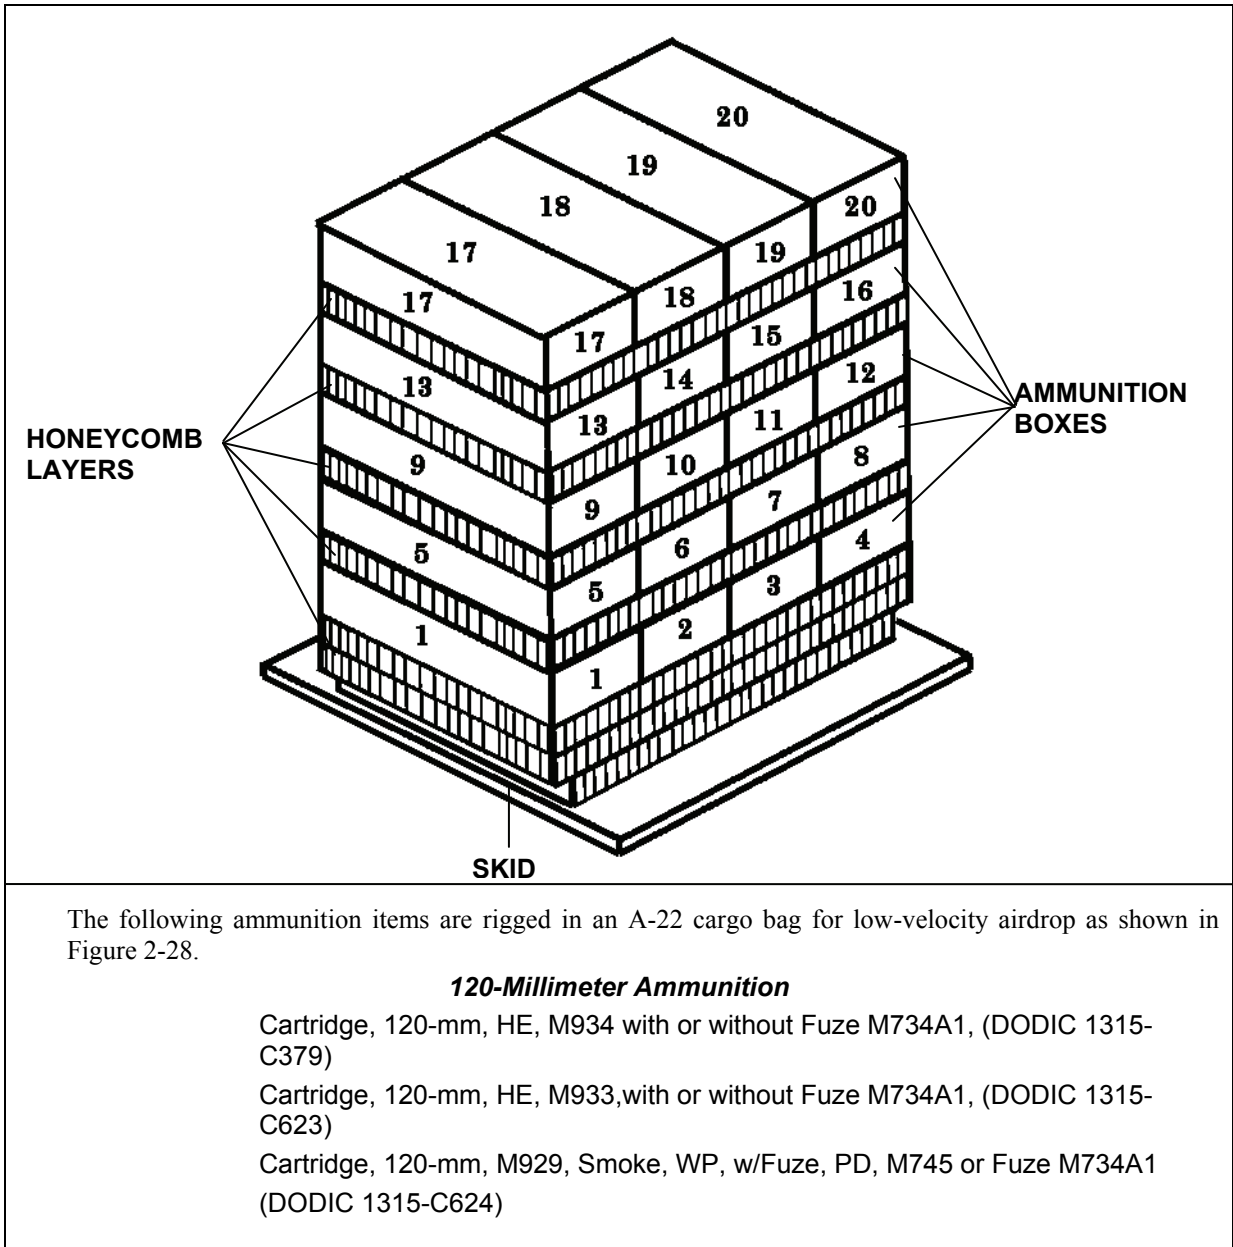 20
19
20
18
19
17
18
16
17
17
15
14
12
13
13
11
10
8
9
9
7
6
4
5
5
3
2
1
1
HONEYCOMB
LAYERS
AMMUNITION
BOXES
SKID
The following ammunition items are rigged in an A-22 cargo bag for low-velocity airdrop as shown in
Figure 2-28.
120-Millimeter Ammunition
Cartridge, 120-mm, HE, M934 with or without Fuze M734A1, (DODIC 1315-
C379)
Cartridge, 120-mm, HE, M933,with or without Fuze M734A1, (DODIC 1315-
C623)
Cartridge, 120-mm, M929, Smoke, WP, w/Fuze, PD, M745 or Fuze M734A1
(DODIC 1315-C624)